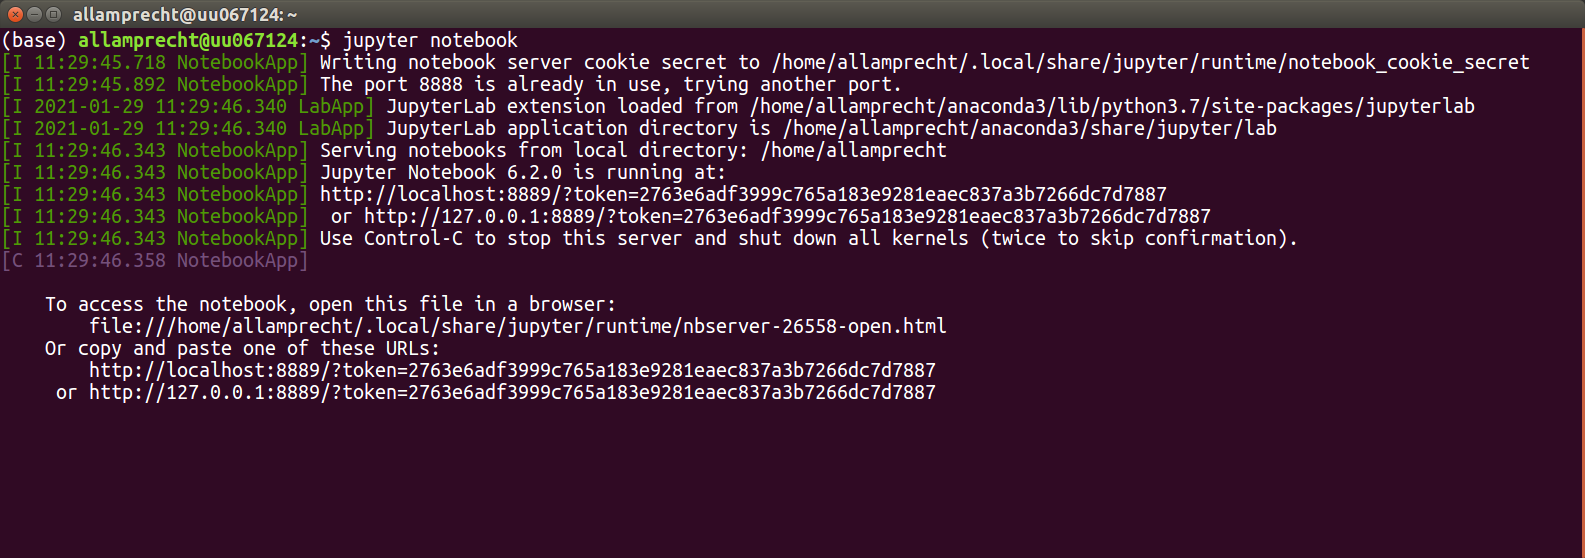 allamprecht@uu067124: ~
(base) allamprecht@uu067124:~$ jupyter notebook
[I 11:29:45.718 NotebookApp] Writing notebook server cookie secret to /home/allamprecht/.local/share/jupyter/runtime/notebook_cookie_secret
[I 11:29:45.892 NotebookApp] The port 8888 is already in use, trying another port.
[I 2021-01-29 11:29:46.340 LabApp] JupyterLab extension loaded from /home/allamprecht/anaconda3/lib/python3.7/site-packages/jupyterlab
[I 2021-01-29 11:29:46.340 LabApp] JupyterLab application directory is /home/allamprecht/anaconda3/share/jupyter/lab
[I 11:29:46.343 NotebookApp] Serving notebooks from local directory: /home/allamprecht
[I 11:29:46.343 NotebookApp] Jupyter Notebook 6.2.0 is running at:
[I 11:29:46.343 NotebookApp] http://localhost:8889/?token=2763e6adf3999c765a183e9281eaec837a3b7266dc7d7887
[I 11:29:46.343 NotebookApp]  or http://127.0.0.1:8889/?token=2763e6adf3999c765a183e9281eaec837a3b7266dc7d7887
[I 11:29:46.343 NotebookApp] Use Control-C to stop this server and shut down all kernels (twice to skip confirmation).
[C 11:29:46.358 NotebookApp]
To access the notebook, open this file in a browser:
file:///home/allamprecht/.local/share/jupyter/runtime/nbserver-26558-open.html
Or copy and paste one of these URLs:
http://localhost:8889/?token=2763e6adf3999c765a183e9281eaec837a3b7266dc7d7887
or http://127.0.0.1:8889/?token=2763e6adf3999c765a183e9281eaec837a3b7266dc7d7887